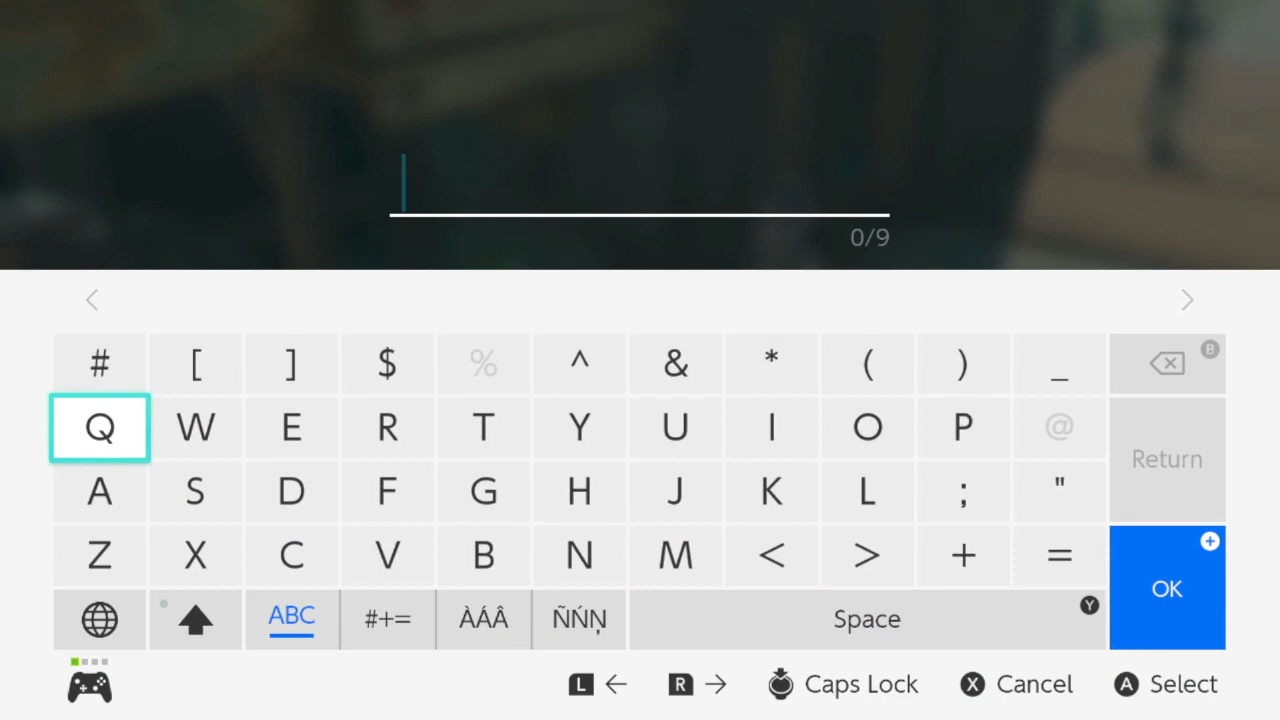 0/9
# [ ] $ % ^ & * ( ) _ B
Q W E R T Y U I O P @ Return
A S D F G H J K L ; "
Z X C V B N M < > + = OK
ABC #+= ÀÁÂ ÑŃŅ Space Y
L ← R → Caps Lock X Cancel A Select